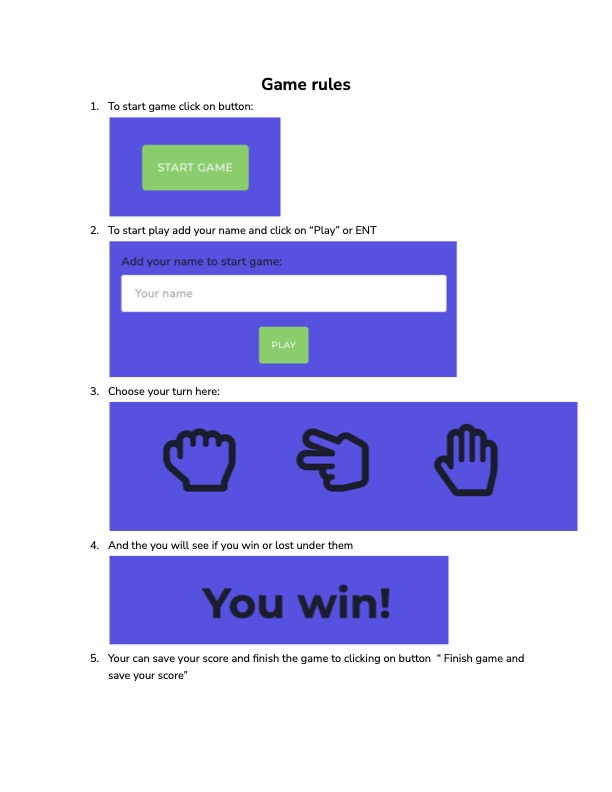 Game rules
1. To start game click on button:
START GAME
2. To start play add your name and click on “Play” or ENT
Add your name to start game:
Your name
PLAY
3. Choose your turn here:
4. And the you will see if you win or lost under them
You win!
5. Your can save your score and finish the game to clicking on button “ Finish game and
save your score”